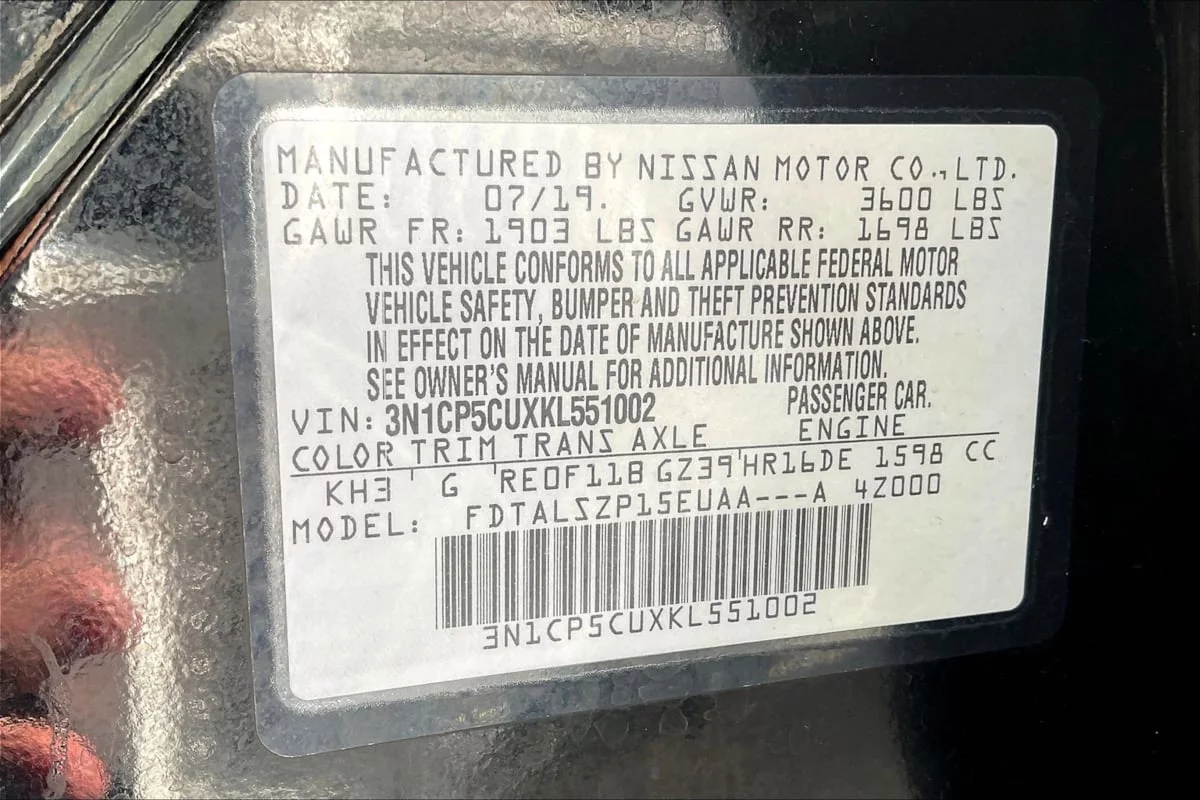 MANUFACTURED BY NISSAN MOTOR CO.,LTD.
DATE: 07/19. GVWR: 3600 LBS
GAWR FR: 1903 LBS GAWR RR: 1698 LBS
THIS VEHICLE CONFORMS TO ALL APPLICABLE FEDERAL MOTOR
VEHICLE SAFETY, BUMPER AND THEFT PREVENTION STANDARDS
IN EFFECT ON THE DATE OF MANUFACTURE SHOWN ABOVE.
SEE OWNER'S MANUAL FOR ADDITIONAL INFORMATION.
VIN: 3N1CP5CUXKL551002 PASSENGER CAR.
COLOR TRIM TRANS AXLE ENGINE
KH3 G RE0F11B GZ39 HR16DE 1598 CC
MODEL: FDTALSZP15EUAA---A 4Z000
3N1CP5CUXKL551002